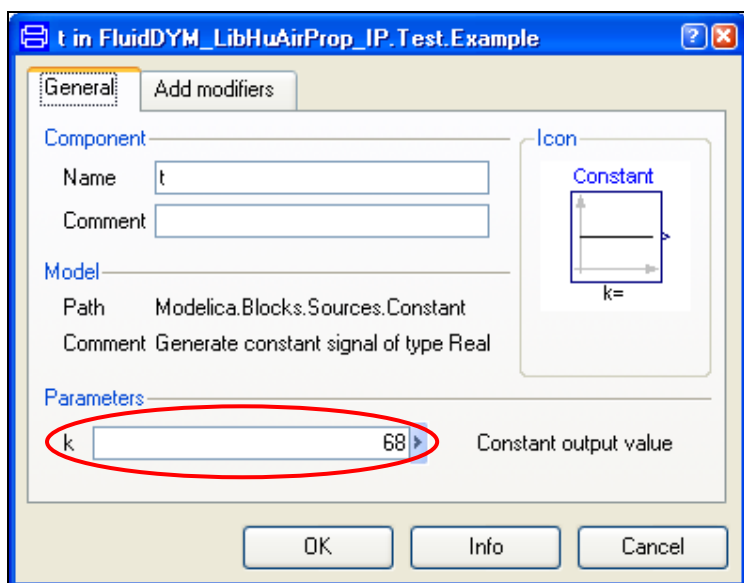 t in FluidDYM_LibHuAirProp_IP.Test.Example
General
Add modifiers
Component
Name t
Comment
Icon
Constant
k=
Model
Path Modelica.Blocks.Sources.Constant
Comment Generate constant signal of type Real
Parameters
k 68 Constant output value
OK Info Cancel